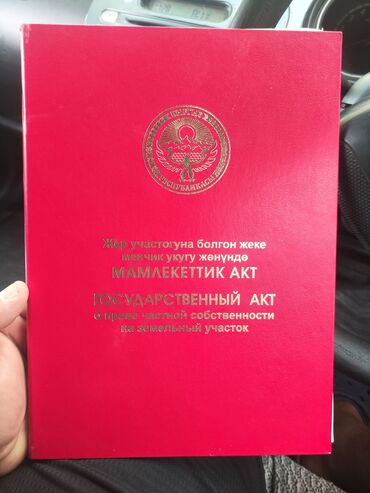 Жер участогуна болгон жеке
менчик укугу жөнүндө
МАМЛЕКЕТТИК АКТ
ГОСУДАРСТВЕННЫЙ АКТ
о праве частной собственности
на земельный участок